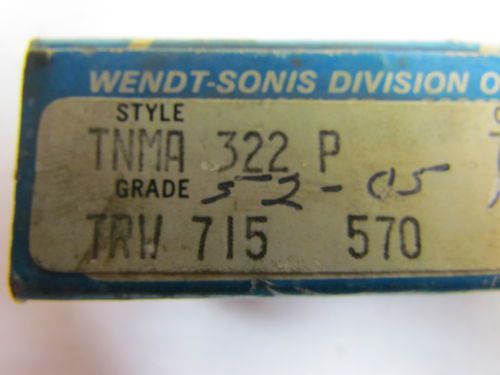 WENDT-SONIS DIVISION O
STYLE
TNMA 322 P
GRADE 52-05
TRW 715 570